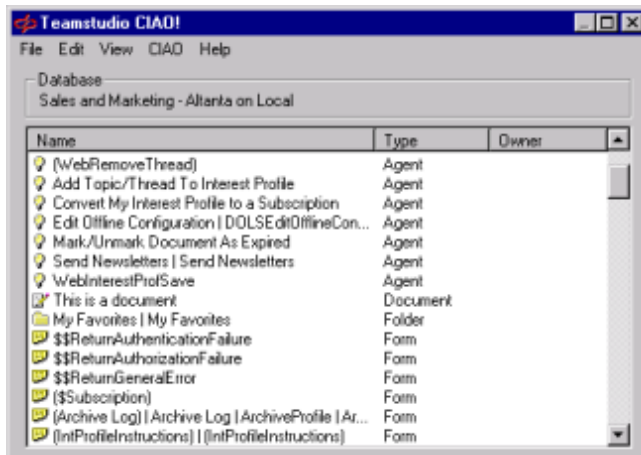 Teamstudio CIAO!
File Edit View CIAO Help
Database
Sales and Marketing - Altanta on Local
Name Type Owner
(WebRemoveThread) Agent
Add Topic/Thread To Interest Profile Agent
Convert My Interest Profile to a Subscription Agent
Edit Offline Configuration | DOLSEditOfflineCon... Agent
Mark/Unmark Document As Expired Agent
Send Newsletters | Send Newsletters Agent
WebInterestProfSave Agent
This is a document Document
My Favorites | My Favorites Folder
$$ReturnAuthenticationFailure Form
$$ReturnAuthorizationFailure Form
$$ReturnGeneralError Form
($Subscription) Form
(Archive Log) | Archive Log | ArchiveProfile | Ar... Form
(IntProfileInstructions) | (IntProfileInstructions) Form